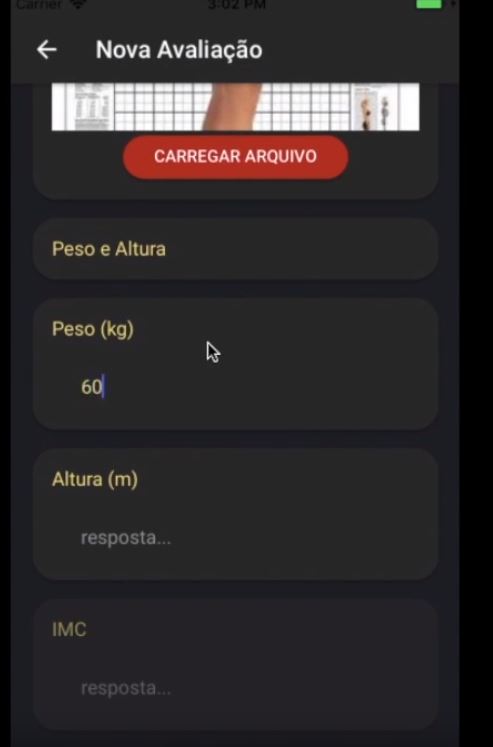 Carrier
3:02 PM
Nova Avaliação
CARREGAR ARQUIVO
Peso e Altura
Peso (kg)
60
Altura (m)
resposta...
IMC
resposta...